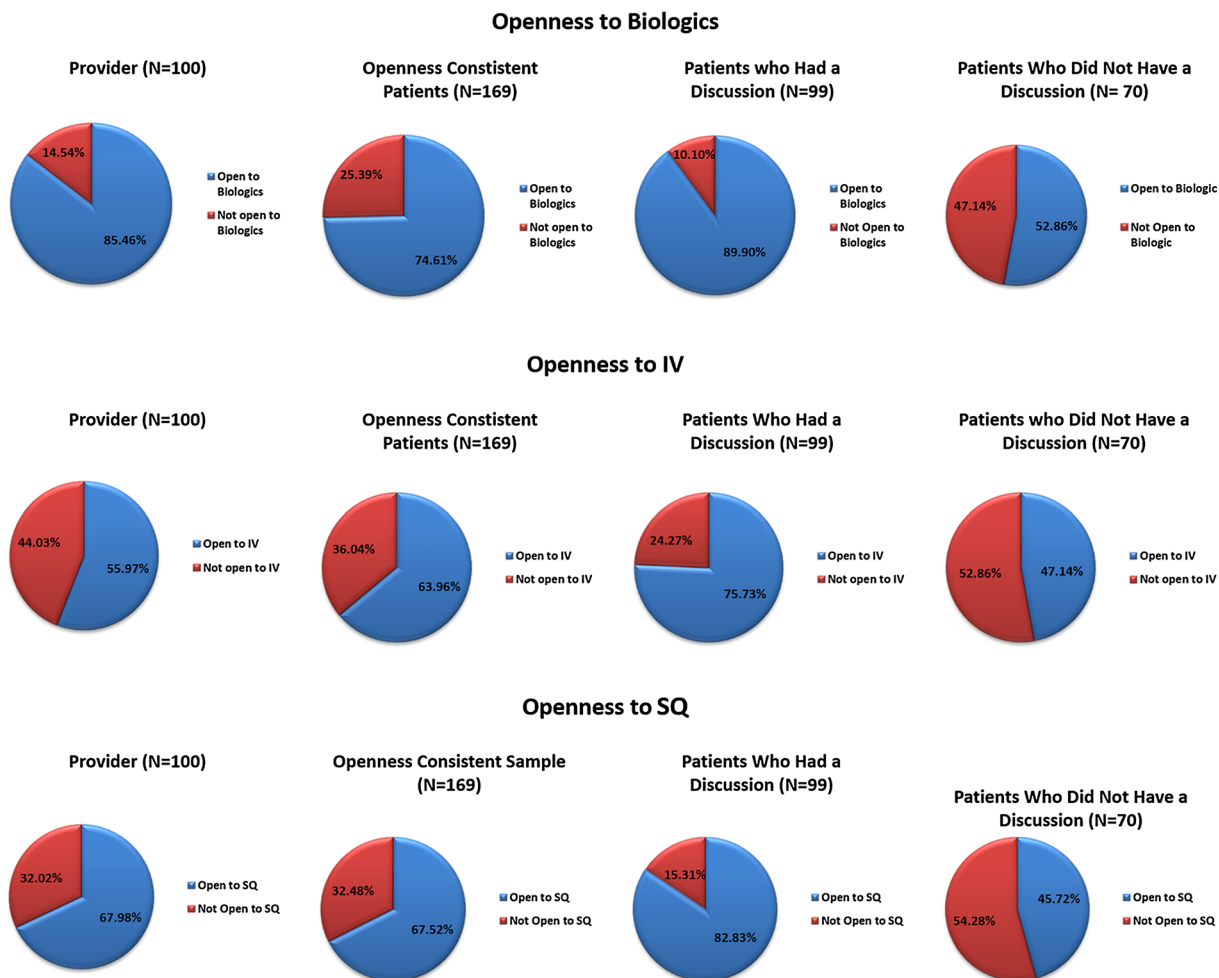 Openness to Biologics
Provider (N=100)
14.54%
85.46%
Open to
Biologics
Not open to
Biologics
Openness Constistent
Patients (N=169)
25.39%
74.61%
Open to
Biologics
Not Open to
Biologics
Patients who Had a
Discussion (N=99)
10.10%
89.90%
Open to
Biologics
Not Open to
Biologics
Patients Who Did Not Have a
Discussion (N= 70)
47.14%
52.86%
Open to Biologic
Not Open to
Biologic
Openness to IV
Provider (N=100)
44.03%
55.97%
Open to IV
Not open to IV
Openness Constistent
Patients (N=169)
36.04%
63.96%
Open to IV
Not open to IV
Patients Who Had a
Discussion (N=99)
24.27%
75.73%
Open to IV
Not open to IV
Patients who Did Not Have a
Discussion (N=70)
52.86%
47.14%
Open to IV
Not open to IV
Openness to SQ
Provider (N=100)
32.02%
67.98%
Open to SQ
Not Open to SQ
Openness Consistent Sample
(N=169)
32.48%
67.52%
Open to SQ
Not Open to SQ
Patients Who Had a
Discussion (N=99)
15.31%
82.83%
Open to SQ
Not Open to SQ
Patients Who Did Not Have a
Discussion (N=70)
54.28%
45.72%
Open to SQ
Not Open to SQ